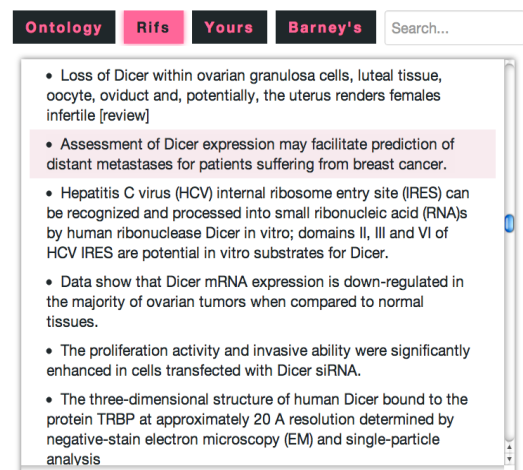 Ontology Rifs Yours Barney's Search...
• Loss of Dicer within ovarian granulosa cells, luteal tissue,
oocyte, oviduct and, potentially, the uterus renders females
infertile [review]
• Assessment of Dicer expression may facilitate prediction of
distant metastases for patients suffering from breast cancer.
• Hepatitis C virus (HCV) internal ribosome entry site (IRES) can
be recognized and processed into small ribonucleic acid (RNA)s
by human ribonuclease Dicer in vitro; domains II, III and VI of
HCV IRES are potential in vitro substrates for Dicer.
• Data show that Dicer mRNA expression is down-regulated in
the majority of ovarian tumors when compared to normal
tissues.
• The proliferation activity and invasive ability were significantly
enhanced in cells transfected with Dicer siRNA.
• The three-dimensional structure of human Dicer bound to the
protein TRBP at approximately 20 A resolution determined by
negative-stain electron microscopy (EM) and single-particle
analysis